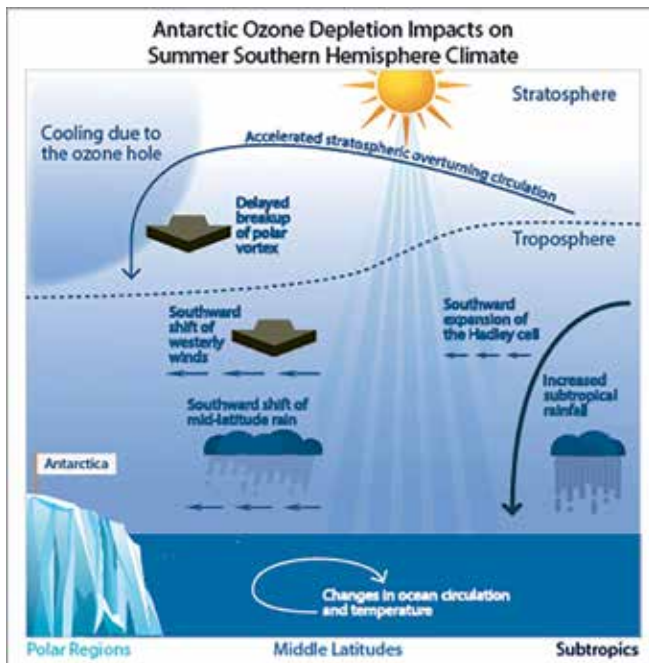 Antarctic Ozone Depletion Impacts on
Summer Southern Hemisphere Climate
Stratosphere
Cooling due to
the ozone hole
Accelerated stratospheric overturning circulation
Delayed
breakup
of polar
vortex
Troposphere
Southward
shift of
westerly
winds
Southward
expansion of
the Hadley cell
Increased
subtropical
rainfall
Southward shift of
mid-latitude rain
Antarctica
Changes in ocean circulation
and temperature
Polar Regions
Middle Latitudes
Subtropics